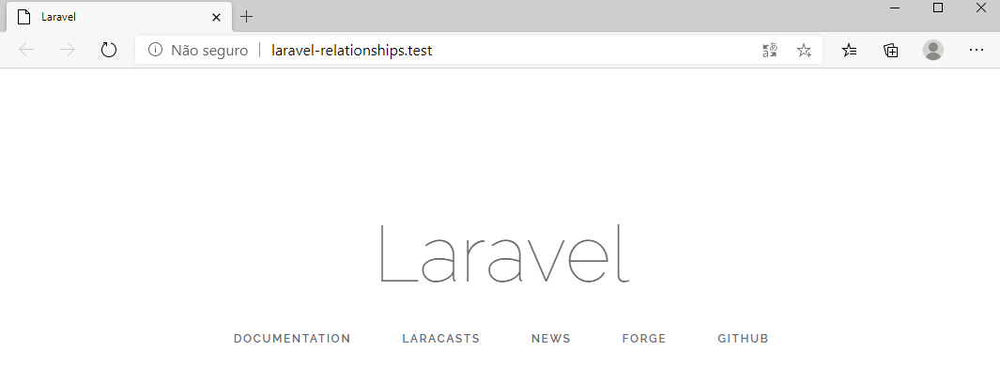 Laravel
Não seguro | laravel-relationships.test
Laravel
DOCUMENTATION LARACASTS NEWS FORGE GITHUB